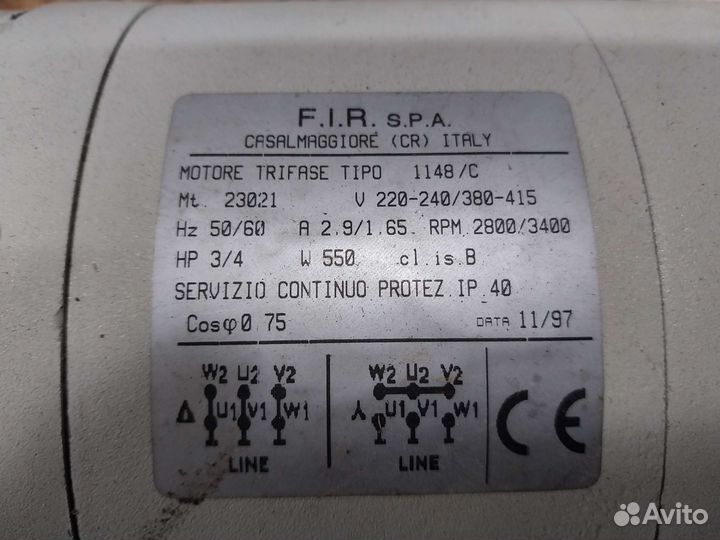 F.I.R. S.P.A.
CASALMAGGIORE (CR) ITALY
MOTORE TRIFASE TIPO 1148/C
Mt. 23021 V 220-240/380-415
Hz 50/60 A 2.9/1.65. RPM 2800/3400
HP 3/4 W 550 cl.is.B
SERVIZIO CONTINUO PROTEZ.IP.40
Cosφ0.75 DATA 11/97
W2 U2 V2 W2 U2 V2
Δ U1 V1 W1 ⅄ U1 V1 W1
LINE LINE
CE
Avito